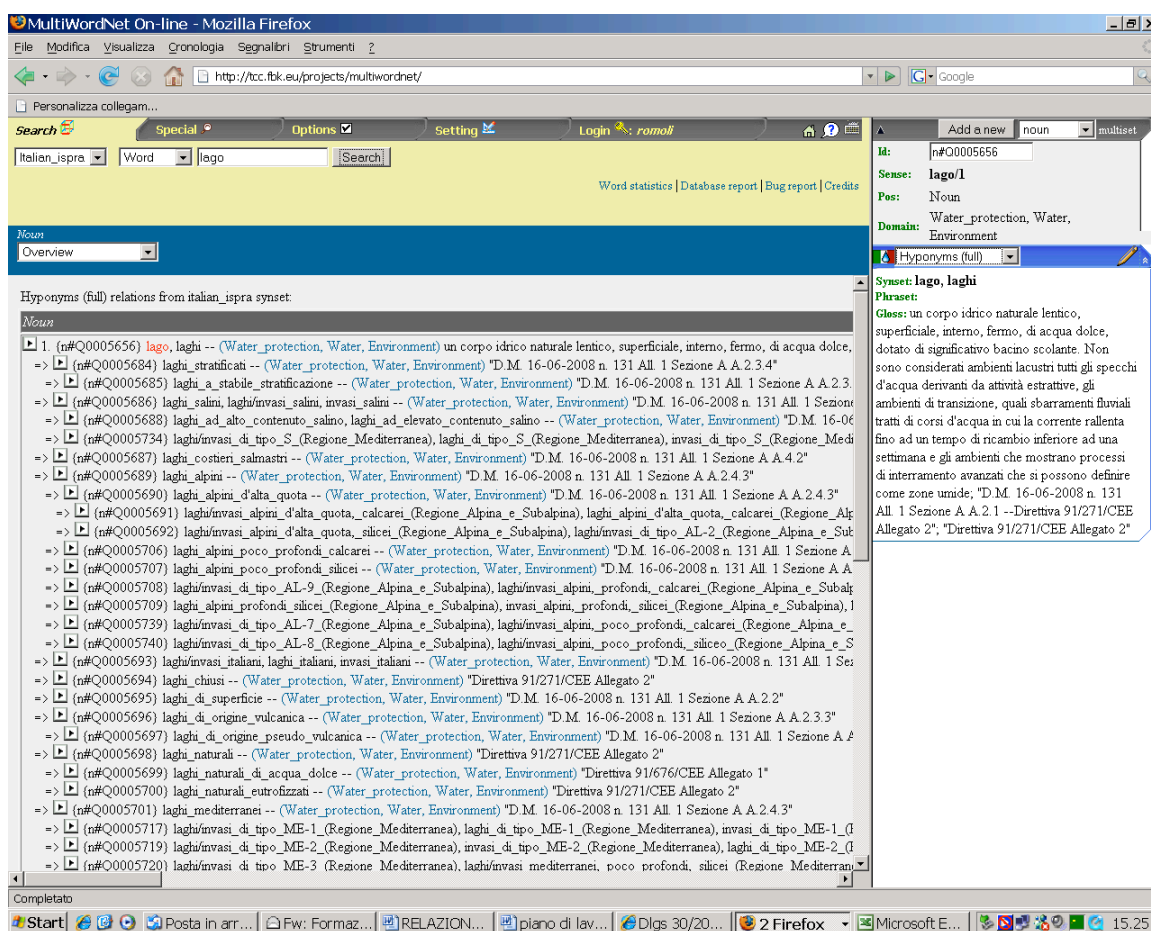 MultiWordNet On-line - Mozilla Firefox
File Modifica Visualizza Cronologia Segnalibri Strumenti ?
http://tcc.fbk.eu/projects/multiwordnet/
G Google
Personalizza collegam...
Search Special Options Setting Login : romoli
Italian_ispra Word lago Search
Word statistics | Database report | Bug report | Credits
Noun
Overview
Hyponyms (full) relations from italian_ispra synset:
Noun
1. {n#Q0005656} lago, laghi -- (Water_protection, Water, Environment) un corpo idrico naturale lentico, superficiale, interno, fermo, di acqua dolce,
=> {n#Q0005684} laghi_stratificati -- (Water_protection, Water, Environment) "D.M. 16-06-2008 n. 131 All. 1 Sezione A A.2.3.4"
=> {n#Q0005685} laghi_a_stabile_stratificazione -- (Water_protection, Water, Environment) "D.M. 16-06-2008 n. 131 All. 1 Sezione A A.2.3.
=> {n#Q0005686} laghi_salini, laghi/invasi_salini, invasi_salini -- (Water_protection, Water, Environment) "D.M. 16-06-2008 n. 131 All. 1 Sezione
=> {n#Q0005688} laghi_ad_alto_contenuto_salino, laghi_ad_elevato_contenuto_salino -- (Water_protection, Water, Environment) "D.M. 16-06
=> {n#Q0005734} laghi/invasi_di_tipo_S_(Regione_Mediterranea), laghi_di_tipo_S_(Regione_Mediterranea), invasi_di_tipo_S_(Regione_Medi
=> {n#Q0005687} laghi_costieri_salmastri -- (Water_protection, Water, Environment) "D.M. 16-06-2008 n. 131 All. 1 Sezione A A.4.2"
=> {n#Q0005689} laghi_alpini -- (Water_protection, Water, Environment) "D.M. 16-06-2008 n. 131 All. 1 Sezione A A.2.4.3"
=> {n#Q0005690} laghi_alpini_d'alta_quota -- (Water_protection, Water, Environment) "D.M. 16-06-2008 n. 131 All. 1 Sezione A A.2.4.3"
=> {n#Q0005691} laghi/invasi_alpini_d'alta_quota,_calcarei_(Regione_Alpina_e_Subalpina), laghi_alpini_d'alta_quota,_calcarei_(Regione_Alp
=> {n#Q0005692} laghi/invasi_alpini_d'alta_quota,_silicei_(Regione_Alpina_e_Subalpina), laghi/invasi_di_tipo_AL-2_(Regione_Alpina_e_Sub
=> {n#Q0005706} laghi_alpini_poco_profondi_calcarei -- (Water_protection, Water, Environment) "D.M. 16-06-2008 n. 131 All. 1 Sezione A
=> {n#Q0005707} laghi_alpini_poco_profondi_silicei -- (Water_protection, Water, Environment) "D.M. 16-06-2008 n. 131 All. 1 Sezione A A
=> {n#Q0005708} laghi/invasi_di_tipo_AL-9_(Regione_Alpina_e_Subalpina), laghi/invasi_alpini,_profondi,_calcarei_(Regione_Alpina_e_Subalp
=> {n#Q0005709} laghi_alpini_profondi_silicei_(Regione_Alpina_e_Subalpina), invasi_alpini,_profondi,_silicei_(Regione_Alpina_e_Subalpina), l
=> {n#Q0005739} laghi/invasi_di_tipo_AL-7_(Regione_Alpina_e_Subalpina), laghi/invasi_alpini,_poco_profondi,_calcarei_(Regione_Alpina_e_
=> {n#Q0005740} laghi/invasi_di_tipo_AL-8_(Regione_Alpina_e_Subalpina), laghi/invasi_alpini,_poco_profondi,_siliceo_(Regione_Alpina_e_S
=> {n#Q0005693} laghi/invasi_italiani, laghi_italiani, invasi_italiani -- (Water_protection, Water, Environment) "D.M. 16-06-2008 n. 131 All. 1 Sez
=> {n#Q0005694} laghi_chiusi -- (Water_protection, Water, Environment) "Direttiva 91/271/CEE Allegato 2"
=> {n#Q0005695} laghi_di_superficie -- (Water_protection, Water, Environment) "D.M. 16-06-2008 n. 131 All. 1 Sezione A A.2.2"
=> {n#Q0005696} laghi_di_origine_vulcanica -- (Water_protection, Water, Environment) "D.M. 16-06-2008 n. 131 All. 1 Sezione A A.2.3.3"
=> {n#Q0005697} laghi_di_origine_pseudo_vulcanica -- (Water_protection, Water, Environment) "D.M. 16-06-2008 n. 131 All. 1 Sezione A A
=> {n#Q0005698} laghi_naturali -- (Water_protection, Water, Environment) "Direttiva 91/271/CEE Allegato 2"
=> {n#Q0005699} laghi_naturali_di_acqua_dolce -- (Water_protection, Water, Environment) "Direttiva 91/676/CEE Allegato 1"
=> {n#Q0005700} laghi_naturali_eutrofizzati -- (Water_protection, Water, Environment) "Direttiva 91/271/CEE Allegato 2"
=> {n#Q0005701} laghi_mediterranei -- (Water_protection, Water, Environment) "D.M. 16-06-2008 n. 131 All. 1 Sezione A A.2.4.3"
=> {n#Q0005717} laghi/invasi_di_tipo_ME-1_(Regione_Mediterranea), laghi_di_tipo_ME-1_(Regione_Mediterranea), invasi_di_tipo_ME-1_(
=> {n#Q0005719} laghi/invasi_di_tipo_ME-2_(Regione_Mediterranea), invasi_di_tipo_ME-2_(Regione_Mediterranea), laghi_di_tipo_ME-2_(
=> {n#Q0005720} laghi/invasi_di_tipo_ME-3_(Regione_Mediterranea), laghi/invasi_mediterranei,_poco_profondi,_silicei_(Regione_Mediterran
Add a new noun multiset
Id: n#Q0005656
Sense: lago/1
Pos: Noun
Domain: Water_protection, Water,
Environment
Hyponyms (full)
Synset: lago, laghi
Phraset:
Gloss: un corpo idrico naturale lentico,
superficiale, interno, fermo, di acqua dolce,
dotato di significativo bacino scolante. Non
sono considerati ambienti lacustri tutti gli specchi
d'acqua derivanti da attività estrattive, gli
ambienti di transizione, quali sbarramenti fluviali
tratti di corsi d'acqua in cui la corrente rallenta
fino ad un tempo di ricambio inferiore ad una
settimana e gli ambienti che mostrano processi
di interramento avanzati che si possono definire
come zone umide; "D.M. 16-06-2008 n. 131
All. 1 Sezione A A.2.1 --Direttiva 91/271/CEE
Allegato 2"; "Direttiva 91/271/CEE Allegato 2"
Completato
Start Posta in arr... Fw: Formaz... RELAZION... piano di lav... Dlgs 30/20... 2 Firefox Microsoft E... 15.25